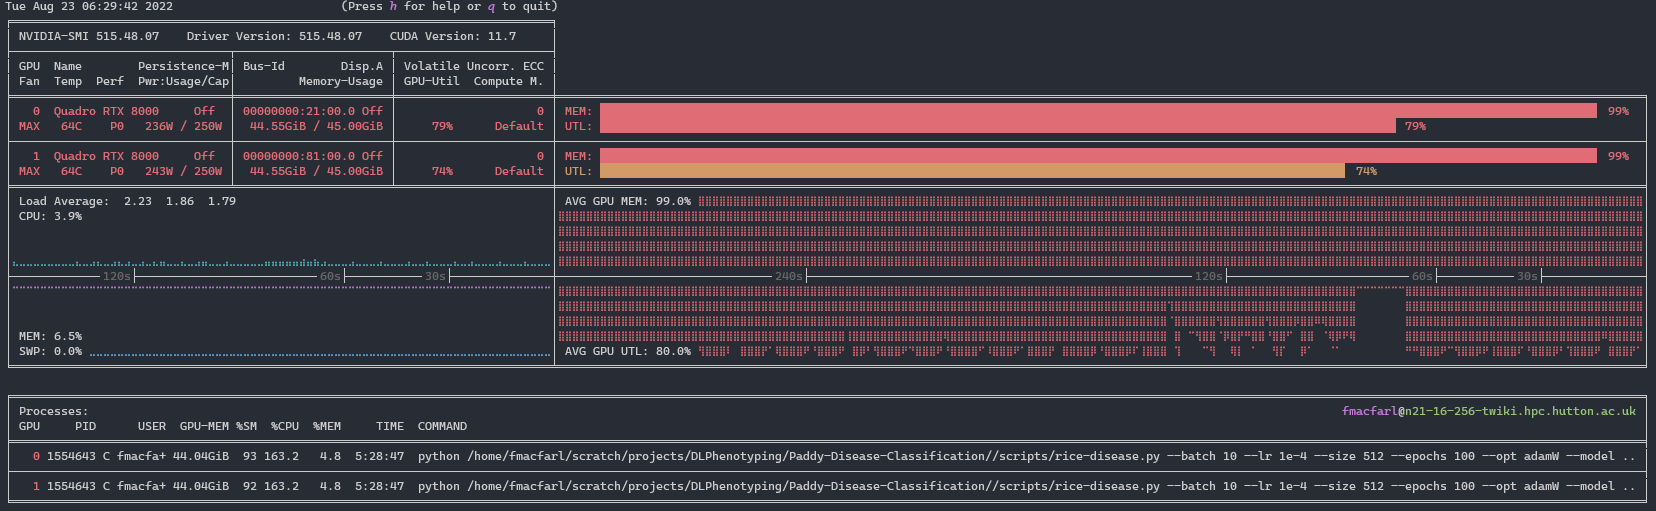 Tue Aug 23 06:29:42 2022 (Press h for help or q to quit)
NVIDIA-SMI 515.48.07 Driver Version: 515.48.07 CUDA Version: 11.7
GPU Name Persistence-M Bus-Id Disp.A Volatile Uncorr. ECC
Fan Temp Perf Pwr:Usage/Cap Memory-Usage GPU-Util Compute M.
0 Quadro RTX 8000 Off 00000000:21:00.0 Off 0 MEM: 99%
MAX 64C P0 236W / 250W 44.55GiB / 45.00GiB 79% Default UTL: 79%
1 Quadro RTX 8000 Off 00000000:81:00.0 Off 0 MEM: 99%
MAX 64C P0 243W / 250W 44.55GiB / 45.00GiB 74% Default UTL: 74%
Load Average: 2.23 1.86 1.79 AVG GPU MEM: 99.0%
CPU: 3.9%
120s 60s 30s 240s 120s 60s 30s
MEM: 6.5%
SWP: 0.0% AVG GPU UTL: 80.0%
Processes: fmacfarl@n21-16-256-twiki.hpc.hutton.ac.uk
GPU PID USER GPU-MEM %SM %CPU %MEM TIME COMMAND
0 1554643 C fmacfa+ 44.04GiB 93 163.2 4.8 5:28:47 python /home/fmacfarl/scratch/projects/DLPhenotyping/Paddy-Disease-Classification//scripts/rice-disease.py --batch 10 --lr 1e-4 --size 512 --epochs 100 --opt adamW --model ..
1 1554643 C fmacfa+ 44.04GiB 92 163.2 4.8 5:28:47 python /home/fmacfarl/scratch/projects/DLPhenotyping/Paddy-Disease-Classification//scripts/rice-disease.py --batch 10 --lr 1e-4 --size 512 --epochs 100 --opt adamW --model ..